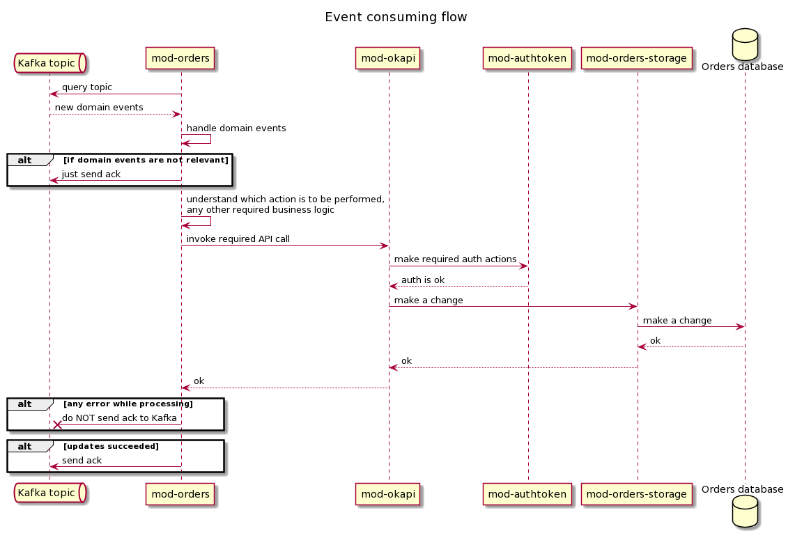 Event consuming flow
Kafka topic
mod-orders
mod-okapi
mod-authtoken
mod-orders-storage
Orders database
query topic
new domain events
handle domain events
alt
[if domain events are not relevant]
just send ack
understand which action is to be performed,
any other required business logic
invoke required API call
make required auth actions
auth is ok
make a change
make a change
ok
ok
ok
alt
[any error while processing]
do NOT send ack to Kafka
alt
[updates succeeded]
send ack
Kafka topic
mod-orders
mod-okapi
mod-authtoken
mod-orders-storage
Orders database